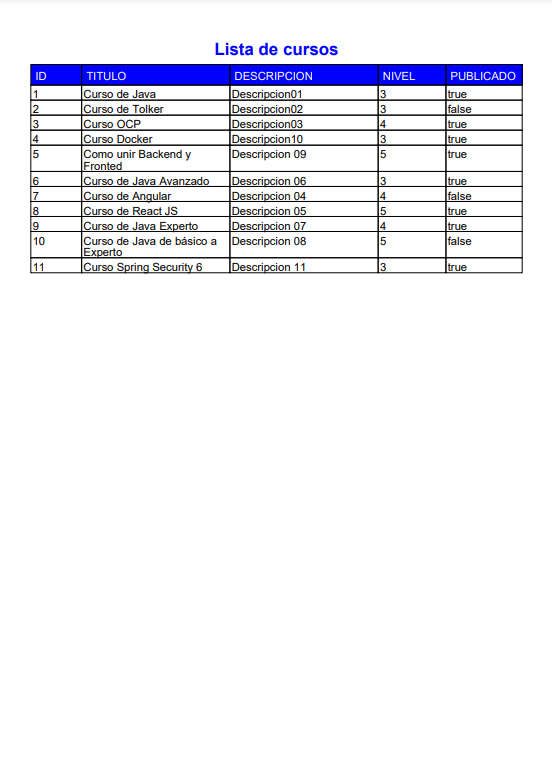 Lista de cursos
ID TITULO DESCRIPCION NIVEL PUBLICADO
1 Curso de Java Descripcion01 3 true
2 Curso de Tolker Descripcion02 3 false
3 Curso OCP Descripcion03 4 true
4 Curso Docker Descripcion10 3 true
5 Como unir Backend y Descripcion 09 5 true
Fronted
6 Curso de Java Avanzado Descripcion 06 3 true
7 Curso de Angular Descripcion 04 4 false
8 Curso de React JS Descripcion 05 5 true
9 Curso de Java Experto Descripcion 07 4 true
10 Curso de Java de básico a Descripcion 08 5 false
Experto
11 Curso Spring Security 6 Descripcion 11 3 true